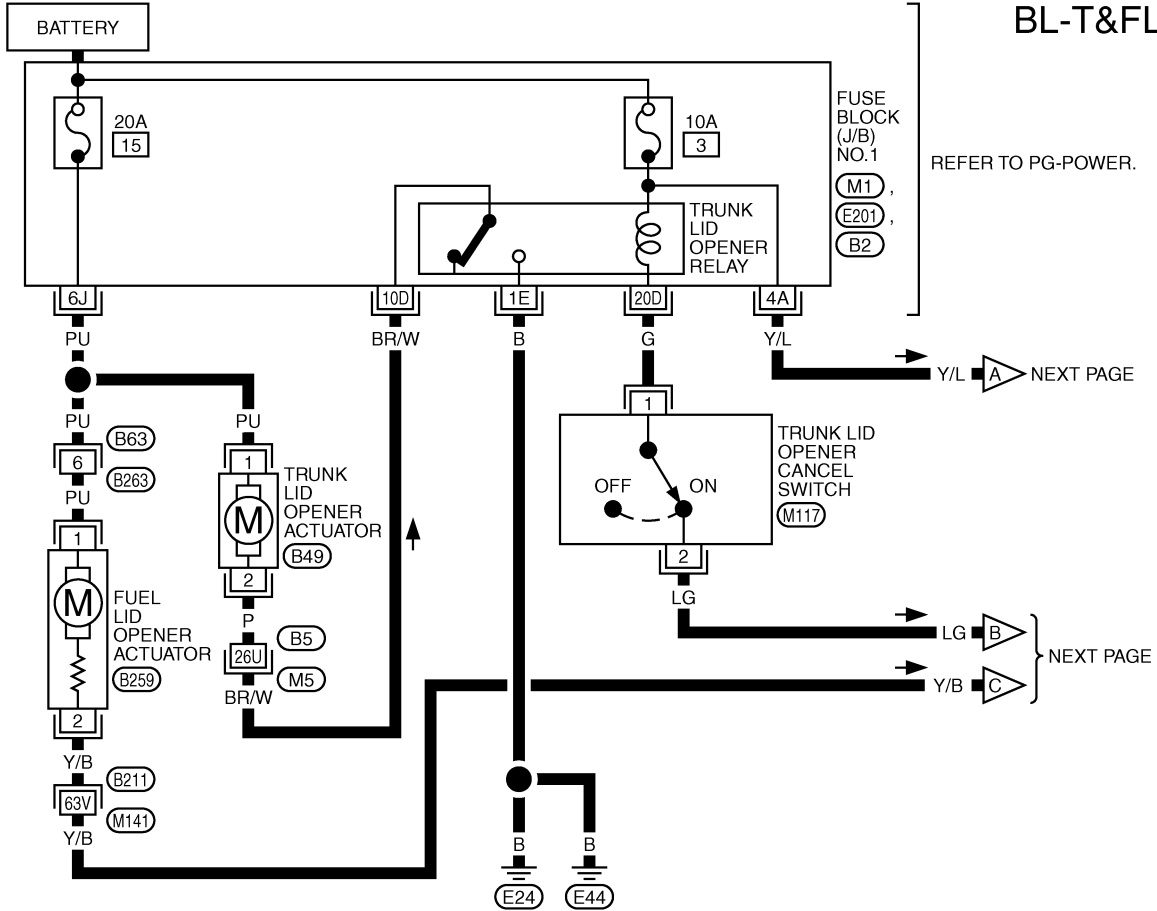 BATTERY
BL-T&FL
20A
15
10A
3
FUSE
BLOCK
(J/B)
NO.1
M1 ,
E201 ,
B2
REFER TO PG-POWER.
TRUNK
LID
OPENER
RELAY
6J
10D
1E
20D
4A
PU
BR/W
B
G
Y/L
Y/L
A
NEXT PAGE
PU
PU
1
B63
6
B263
PU
1
TRUNK LID
OPENER
CANCEL
SWITCH
M117
OFF
ON
1
M
TRUNK
LID
OPENER
ACTUATOR
B49
2
2
LG
M
FUEL
LID
OPENER
ACTUATOR
B259
P
B5
26U
M5
BR/W
LG
B
NEXT PAGE
Y/B
C
2
Y/B
B211
63V
M141
Y/B
B
B
E24
E44